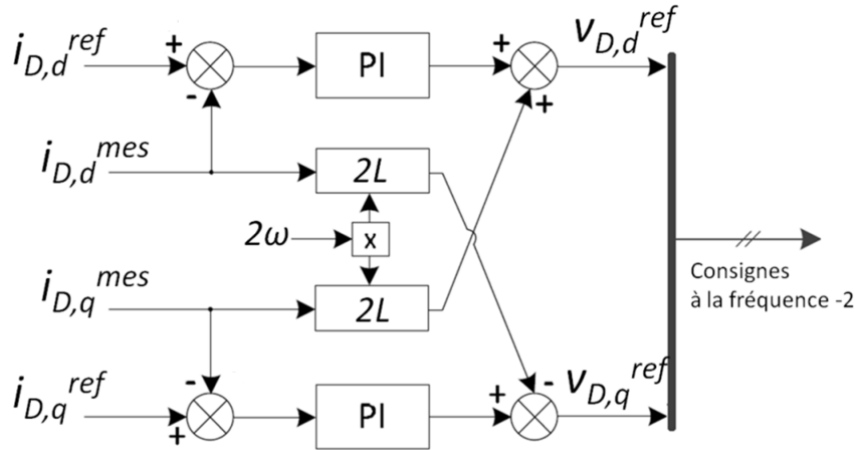 i_{D,d}^{ref} + - PI + + v_{D,d}^{ref}
i_{D,d}^{mes} 2L
2ω x
Consignes
à la fréquence -2
i_{D,q}^{mes} 2L
i_{D,q}^{ref} - + PI + - v_{D,q}^{ref}